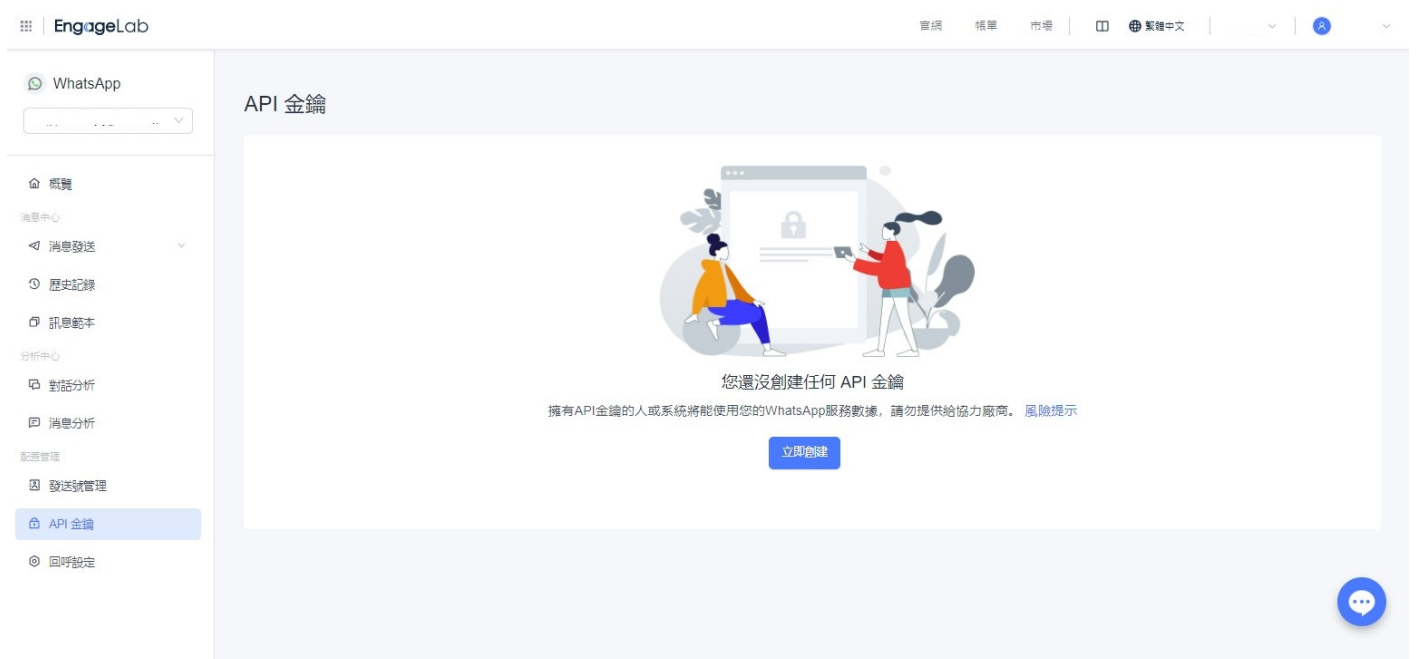 EngageLab
官網 帳單 市場 繁體中文
WhatsApp
API 金鑰
概覽
消息中心
消息發送
歷史記錄
訊息範本
分析中心
對話分析
消息分析
配置管理
發送號管理
API 金鑰
回呼設定
您還沒創建任何 API 金鑰
擁有API金鑰的人或系統將能使用您的WhatsApp服務數據，請勿提供給協力廠商。 風險提示
立即創建